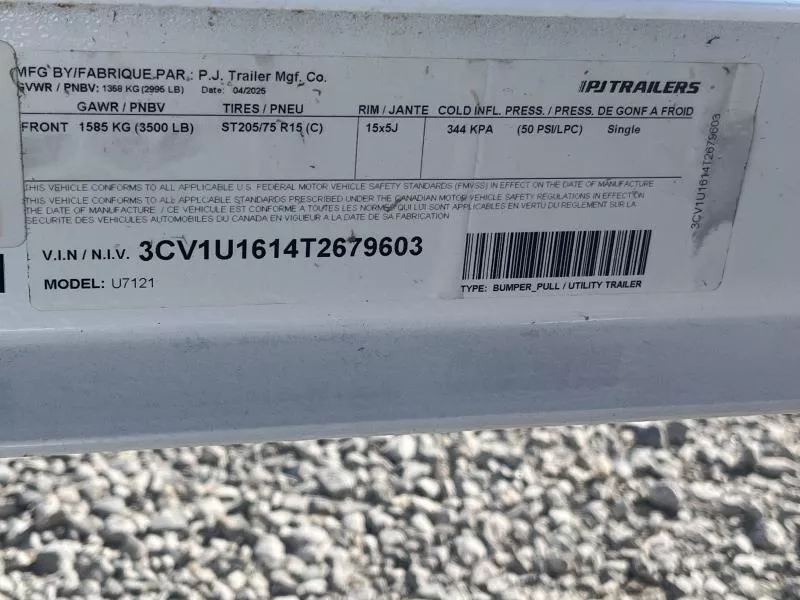 MFG BY/FABRIQUE PAR : P.J. Trailer Mfg. Co.
GVWR / PNBV: 1358 KG (2995 LB) Date: 04/2025
PJ TRAILERS
GAWR / PNBV TIRES / PNEU RIM / JANTE COLD INFL. PRESS. / PRESS. DE GONF A FROID
FRONT 1585 KG (3500 LB) ST205/75 R15 (C) 15x5J 344 KPA (50 PSI/LPC) Single
THIS VEHICLE CONFORMS TO ALL APPLICABLE U.S. FEDERAL MOTOR VEHICLE SAFETY STANDARDS (FMVSS) IN EFFECT ON THE DATE OF MANUFACTURE
THIS VEHICLE CONFORMS TO ALL APPLICABLE STANDARDS PRESCRIBED UNDER THE CANADIAN MOTOR VEHICLE SAFETY REGULATIONS IN EFFECT ON
THE DATE OF MANUFACTURE / CE VEHICULE EST CONFORME A TOUTES LES NORMES QUI LUI SONT APPLICABLES EN VERTU DU REGLEMENT SUR LA
SECURITE DES VEHICULES AUTOMOBILES DU CANADA EN VIGUEUR A LA DATE DE SA FABRICATION
V.I.N / N.I.V. 3CV1U1614T2679603
MODEL: U7121
TYPE: BUMPER_PULL / UTILITY TRAILER
3CV1U1614T2679603